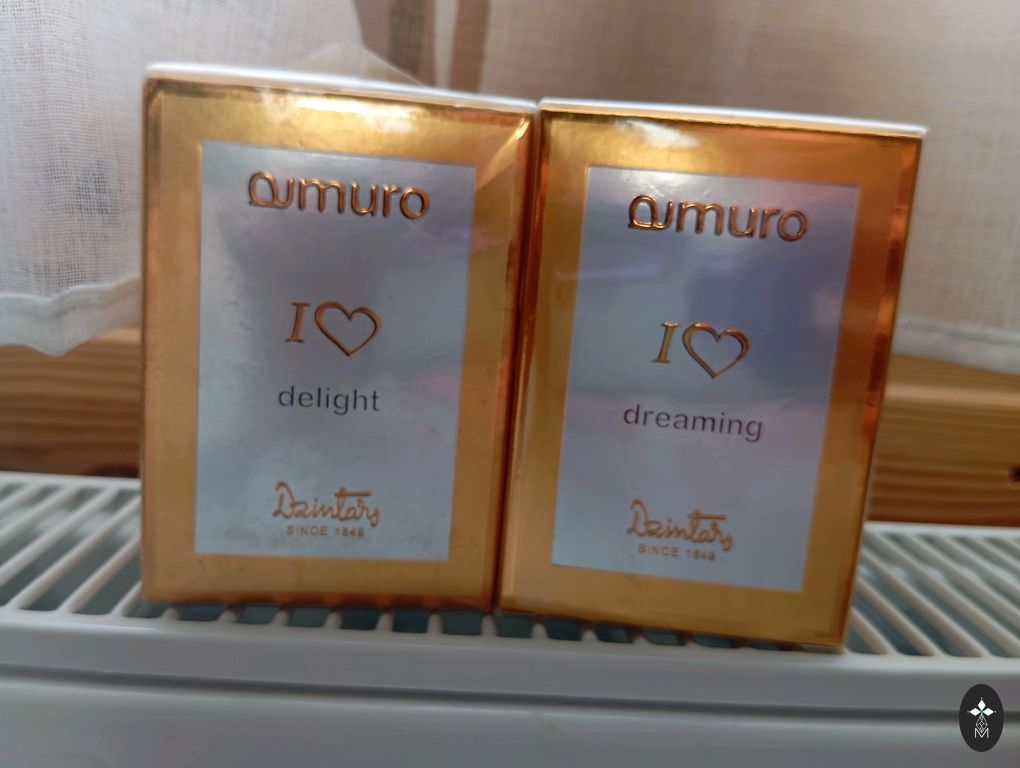 amuro
I ♡
delight
Dzintars
SINCE 1849
amuro
I ♡
dreaming
Dzintars
SINCE 1849
M